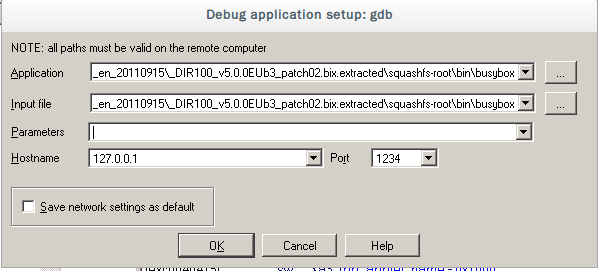 Debug application setup: gdb
NOTE: all paths must be valid on the remote computer
Application _en_20110915\_DIR100_v5.0.0EUb3_patch02.bix.extracted\squashfs-root\bin\busybox ...
Input file _en_20110915\_DIR100_v5.0.0EUb3_patch02.bix.extracted\squashfs-root\bin\busybox ...
Parameters
Hostname 127.0.0.1 Port 1234
Save network settings as default
OK Cancel Help